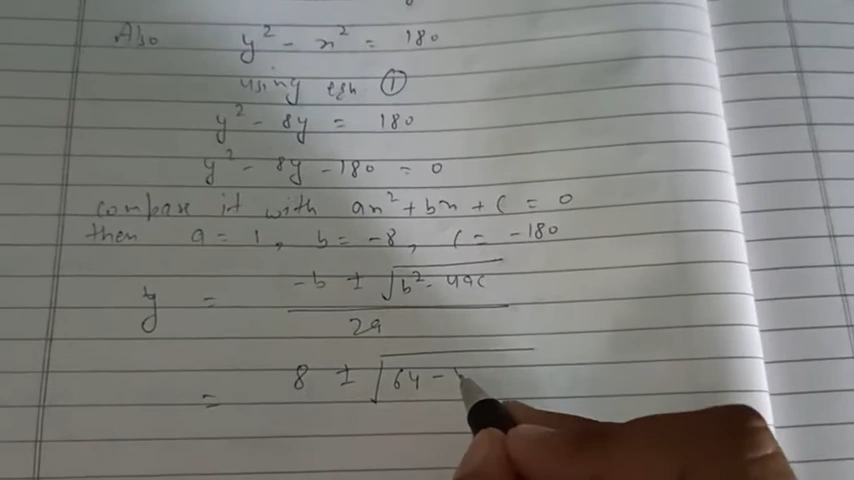 Also y² - x² = 180
using eqn ①
y² - 8y = 180
y² - 8y - 180 = 0
compare it with ax² + bx + c = 0
then a = 1, b = -8, c = -180
y = -b ± √b² - 4ac
2a
= 8 ± √64 -